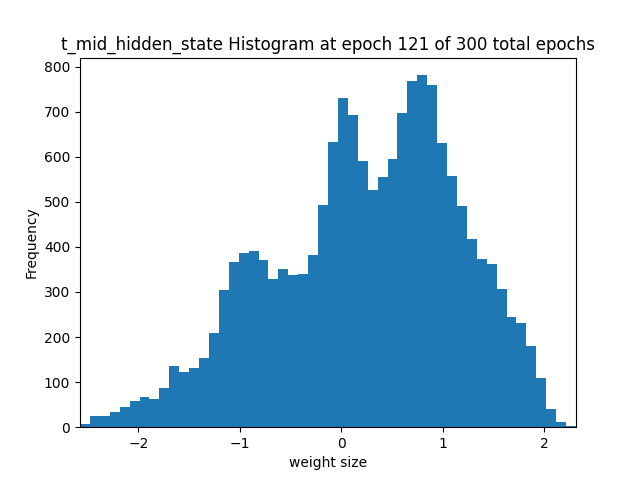 t_mid_hidden_state Histogram at epoch 121 of 300 total epochs
800
700
600
500
400
300
200
100
0
Frequency
−2 −1 0 1 2
weight size